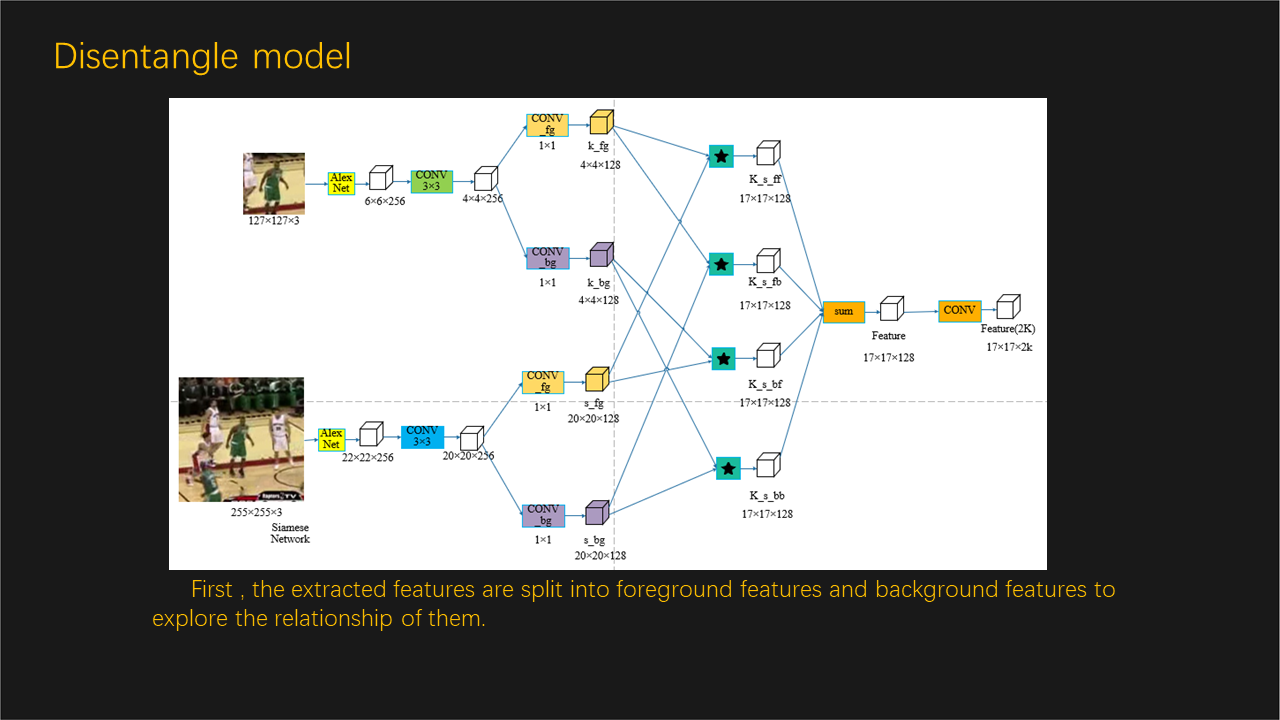 Disentangle model
CONV
_fg
1×1
k_fg
4×4×128
Alex
Net
6×6×256
CONV
3×3
4×4×256
127×127×3
K_s_ff
17×17×128
CONV
_bg
1×1
k_bg
4×4×128
K_s_fb
17×17×128
sum
Feature
17×17×128
CONV
Feature(2K)
17×17×2k
K_s_bf
17×17×128
CONV
_fg
1×1
s_fg
20×20×128
Alex
Net
22×22×256
CONV
3×3
20×20×256
Raptors TV
255×255×3
Siamese
Network
K_s_bb
17×17×128
CONV
_bg
1×1
s_bg
20×20×128
First , the extracted features are split into foreground features and background features to
explore the relationship of them.